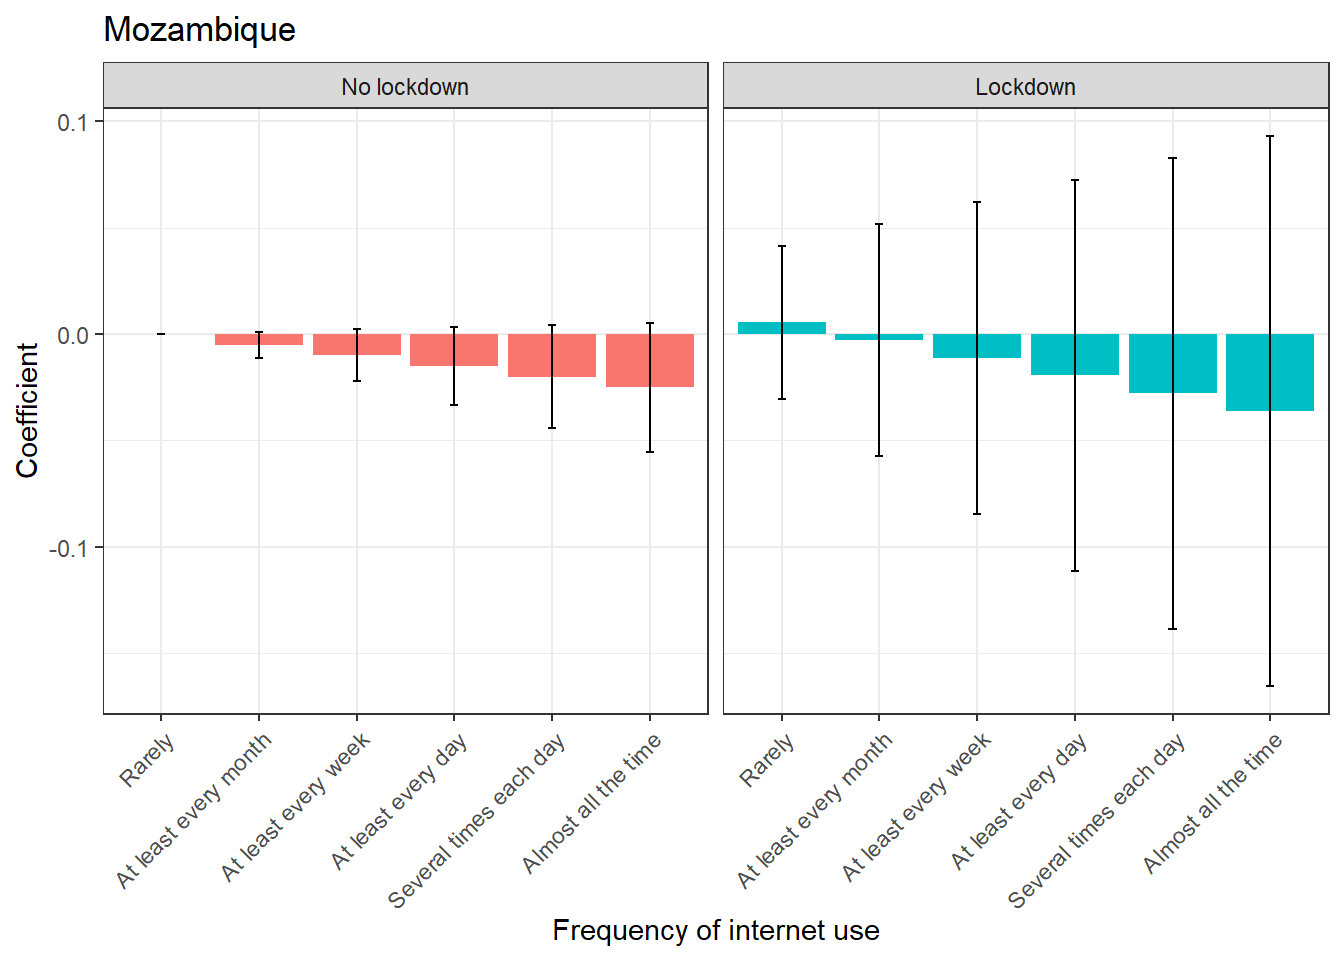 Mozambique
No lockdown
Lockdown
0.1
0.0
-0.1
Coefficient
Rarely
At least every month
At least every week
At least every day
Several times each day
Almost all the time
Rarely
At least every month
At least every week
At least every day
Several times each day
Almost all the time
Frequency of internet use